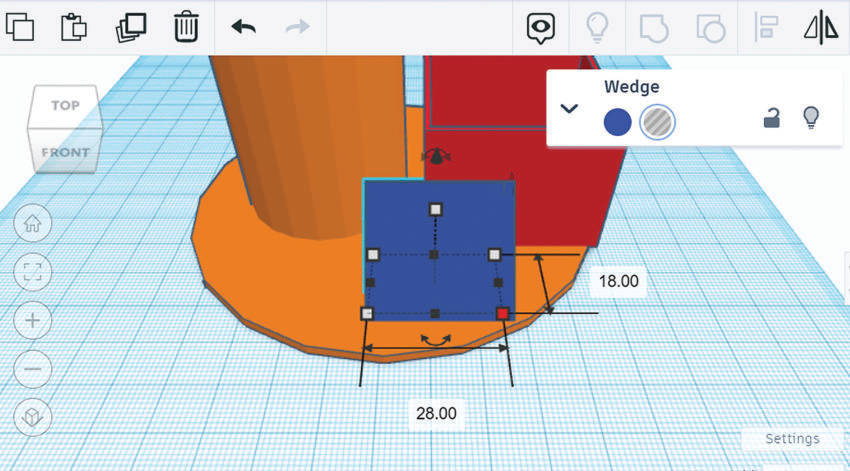 TOP
FRONT
Wedge
18.00
28.00
Settings